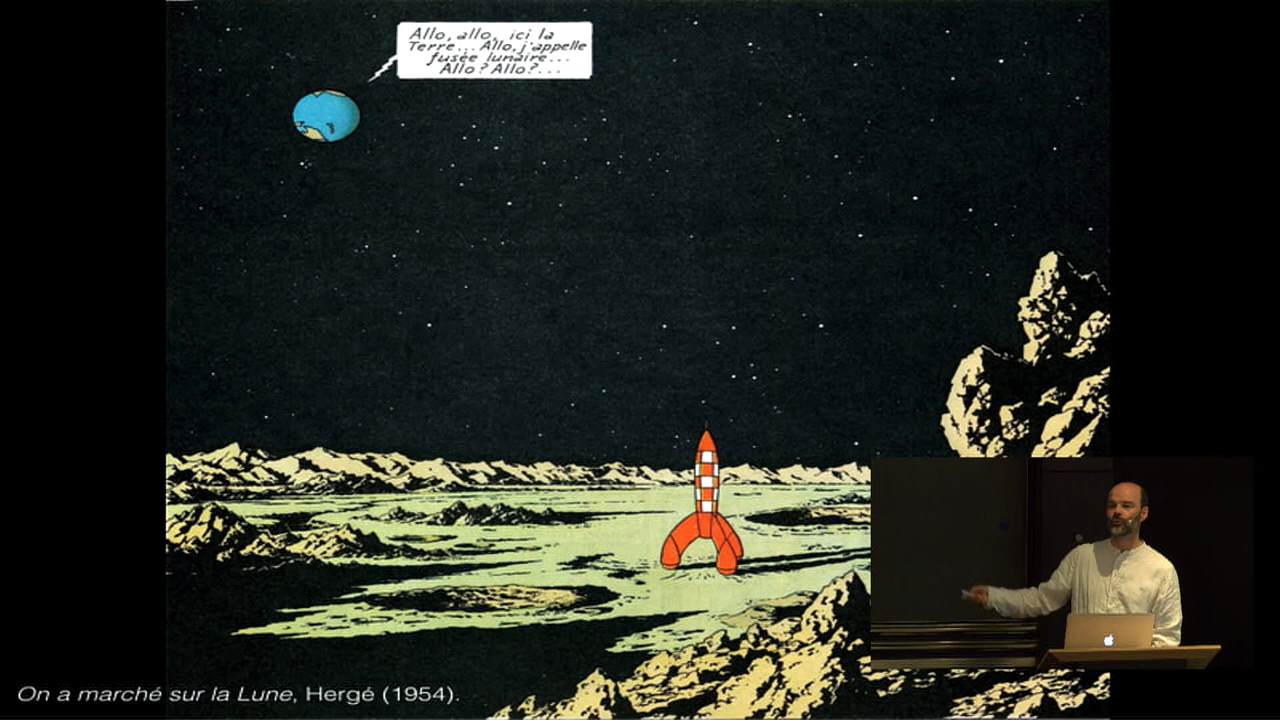 Allo, allo, ici la
Terre... Allo, j'appelle
fusée lunaire...
Allo? Allo?...
On a marché sur la Lune, Hergé (1954).